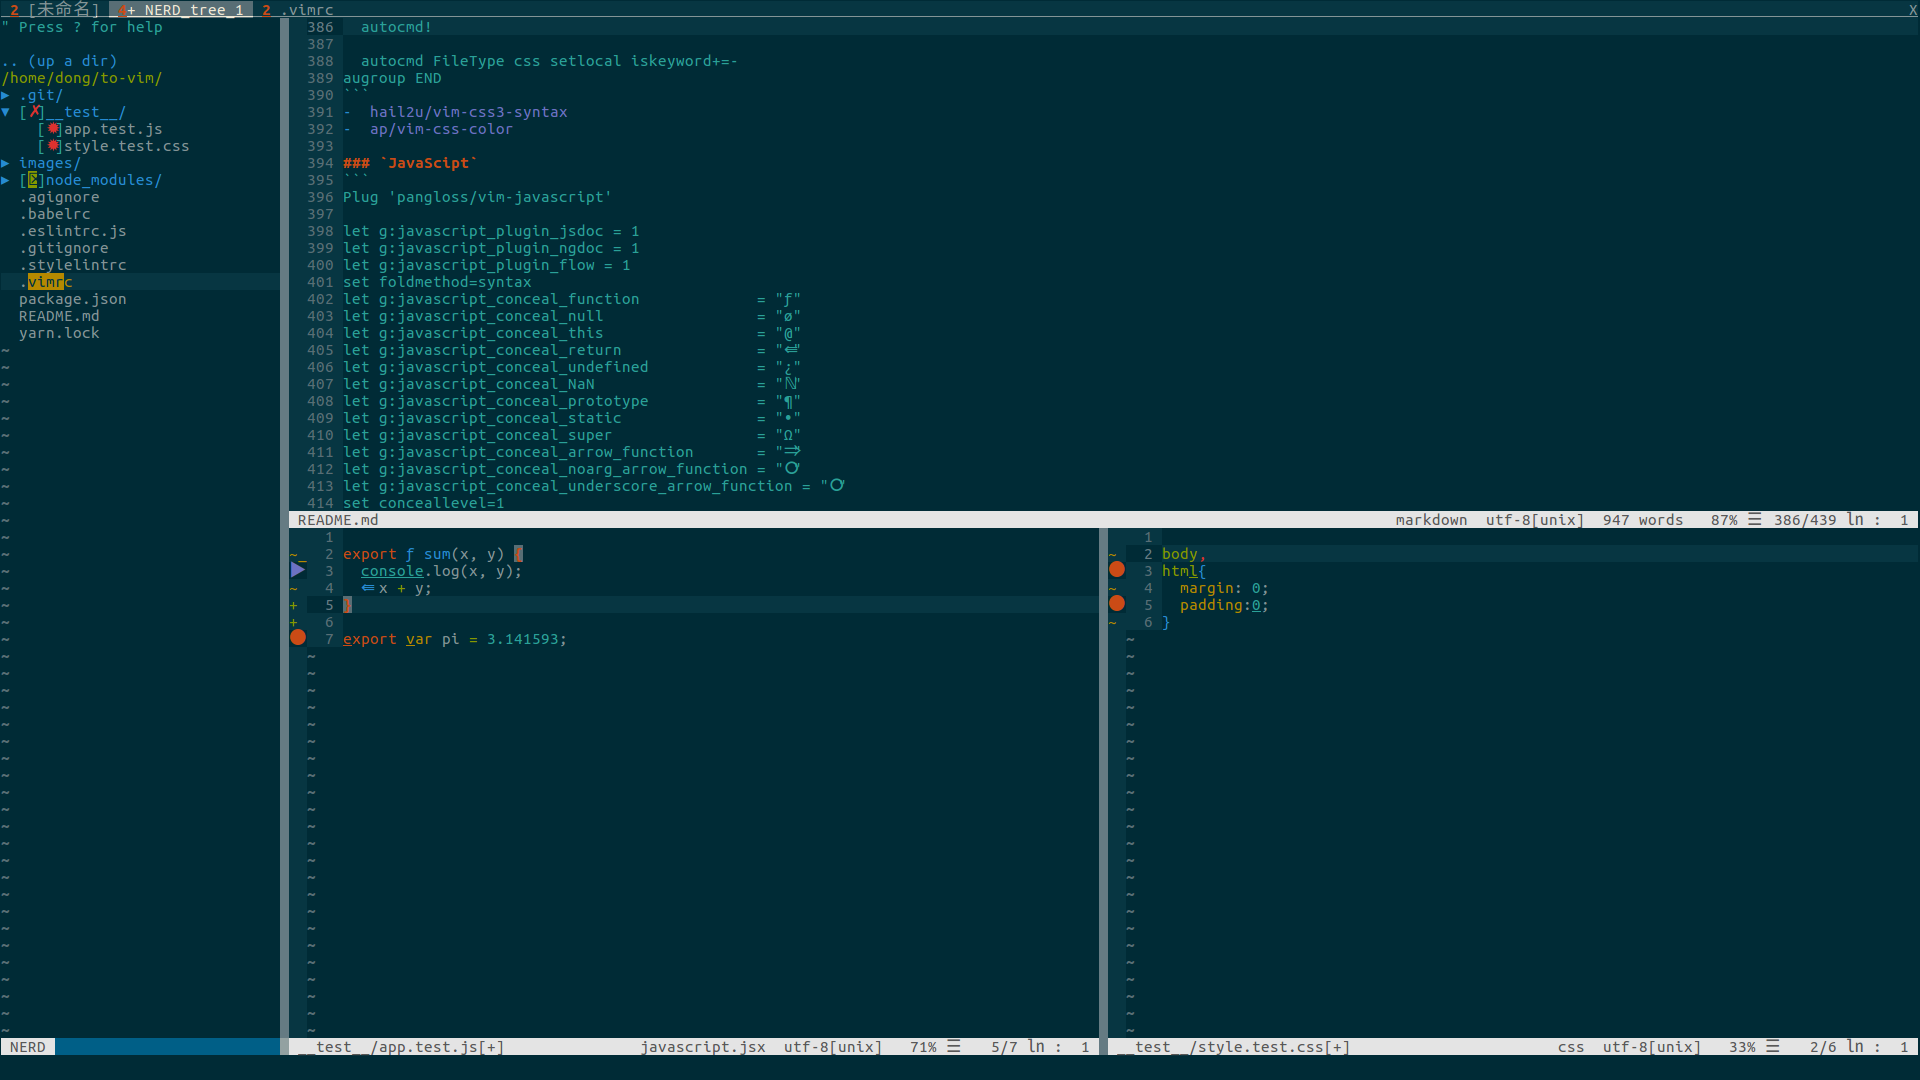 2 [未命名] 4+ NERD_tree_1 2 .vimrc X
" Press ? for help
.. (up a dir)
/home/dong/to-vim/
▶ .git/
▼ [✗]__test__/
[✹]app.test.js
[✹]style.test.css
▶ images/
▶ [☒]node_modules/
.agignore
.babelrc
.eslintrc.js
.gitignore
.stylelintrc
.vimrc
package.json
README.md
yarn.lock
NERD
386   autocmd!
387
388   autocmd FileType css setlocal iskeyword+=-
389 augroup END
390 ```
391 -  hail2u/vim-css3-syntax
392 -  ap/vim-css-color
393
394 ### `JavaScipt`
395 ```
396 Plug 'pangloss/vim-javascript'
397
398 let g:javascript_plugin_jsdoc = 1
399 let g:javascript_plugin_ngdoc = 1
400 let g:javascript_plugin_flow = 1
401 set foldmethod=syntax
402 let g:javascript_conceal_function             = "ƒ"
403 let g:javascript_conceal_null                 = "ø"
404 let g:javascript_conceal_this                 = "@"
405 let g:javascript_conceal_return               = "⇚"
406 let g:javascript_conceal_undefined            = "¿"
407 let g:javascript_conceal_NaN                  = "ℕ"
408 let g:javascript_conceal_prototype            = "¶"
409 let g:javascript_conceal_static               = "•"
410 let g:javascript_conceal_super                = "Ω"
411 let g:javascript_conceal_arrow_function       = "⇒"
412 let g:javascript_conceal_noarg_arrow_function = "○"
413 let g:javascript_conceal_underscore_arrow_function = "○"
414 set conceallevel=1
README.md markdown utf-8[unix] 947 words 87% ☰ 386/439 ln : 1
1
~_ 2 export ƒ sum(x, y) {
▶ 3   console.log(x, y);
~ 4   ⇚ x + y;
+ 5 }
+ 6
● 7 export var pi = 3.141593;
__test__/app.test.js[+] javascript.jsx utf-8[unix] 71% ☰ 5/7 ln : 1
1
~ 2 body,
● 3 html{
~ 4   margin: 0;
● 5   padding:0;
~ 6 }
__test__/style.test.css[+] css utf-8[unix] 33% ☰ 2/6 ln : 1